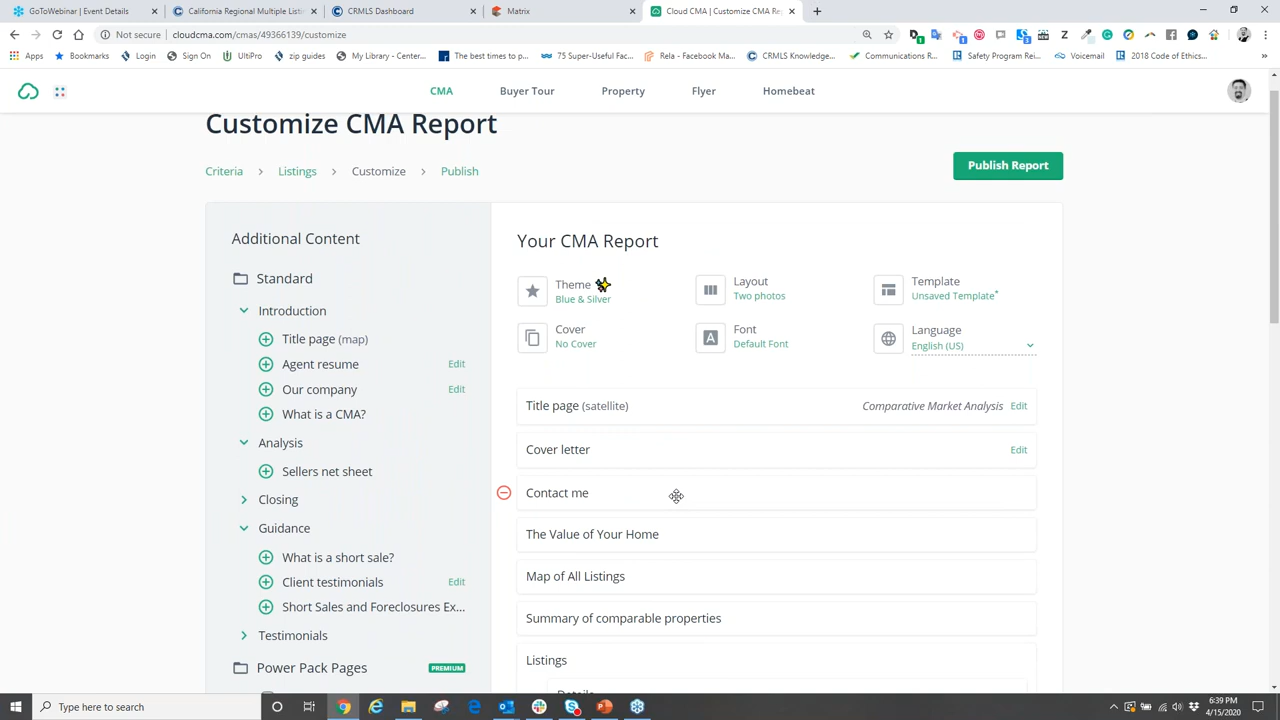 GoToWebinar | Event Details
California Regional Multiple Listin
CRMLS Dashboard
Matrix
Cloud CMA | Customize CMA Rep
Not secure | cloudcma.com/cmas/49366139/customize
Apps
Bookmarks
Login
Sign On
UltiPro
zip guides
My Library - Center...
The best times to p...
75 Super-Useful Fac...
Rela - Facebook Ma...
CRMLS Knowledge...
Communications R...
Safety Program Rei...
Voicemail
2018 Code of Ethics...
CMA
Buyer Tour
Property
Flyer
Homebeat
Customize CMA Report
Criteria > Listings > Customize > Publish
Publish Report
Additional Content
Standard
Introduction
Title page (map)
Agent resume Edit
Our company Edit
What is a CMA?
Analysis
Sellers net sheet
Closing
Guidance
What is a short sale?
Client testimonials Edit
Short Sales and Foreclosures Ex...
Testimonials
Power Pack Pages PREMIUM
Your CMA Report
Theme
Blue & Silver
Layout
Two photos
Template
Unsaved Template*
Cover
No Cover
Font
Default Font
Language
English (US)
Title page (satellite) Comparative Market Analysis Edit
Cover letter Edit
Contact me
The Value of Your Home
Map of All Listings
Summary of comparable properties
Listings
Details
Type here to search
6:39 PM
4/15/2020